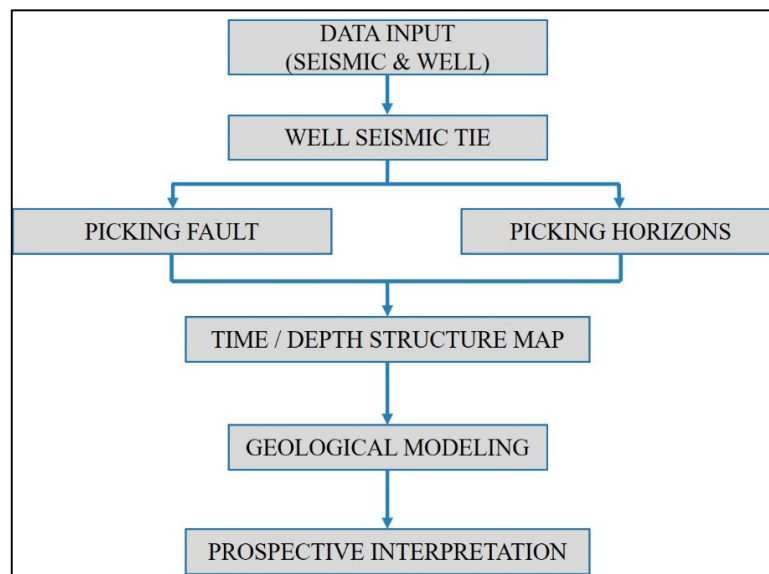 DATA INPUT
(SEISMIC & WELL)
WELL SEISMIC TIE
PICKING FAULT
PICKING HORIZONS
TIME / DEPTH STRUCTURE MAP
GEOLOGICAL MODELING
PROSPECTIVE INTERPRETATION